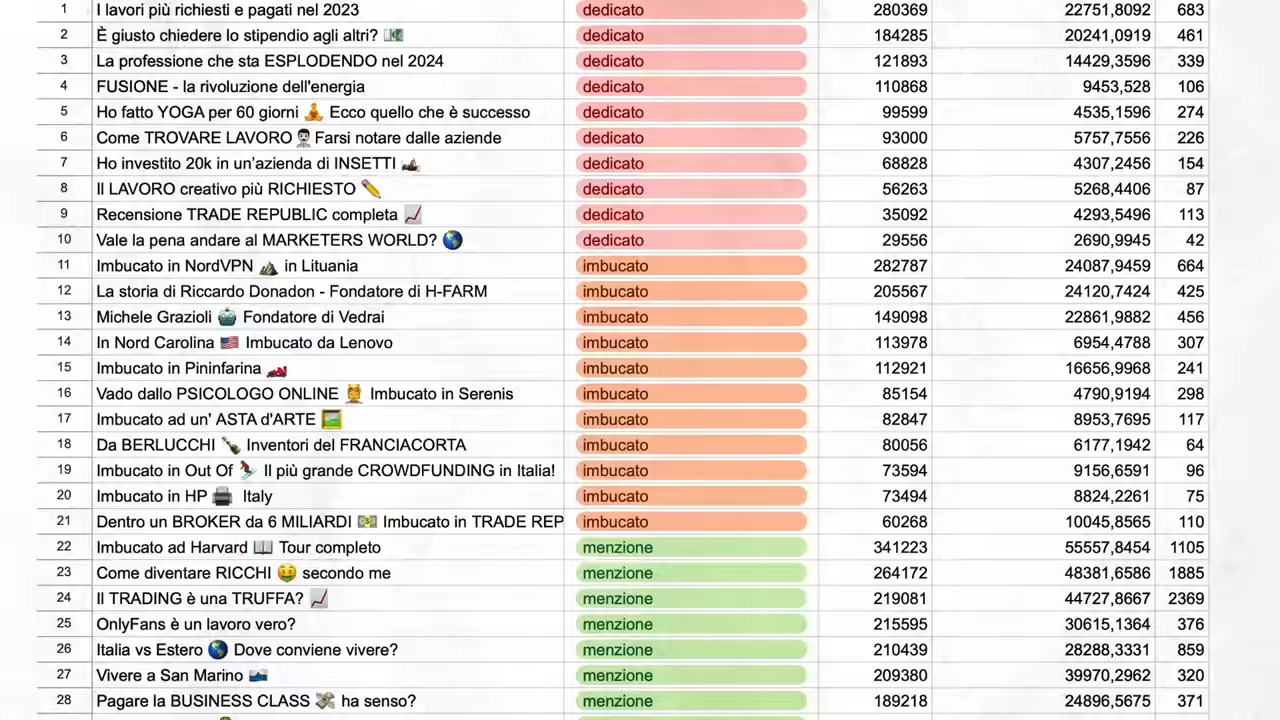 1 I lavori più richiesti e pagati nel 2023 dedicato 280369 22751,8092 683
2 È giusto chiedere lo stipendio agli altri? 💵 dedicato 184285 20241,0919 461
3 La professione che sta ESPLODENDO nel 2024 dedicato 121893 14429,3596 339
4 FUSIONE - la rivoluzione dell'energia dedicato 110868 9453,528 106
5 Ho fatto YOGA per 60 giorni 🧘 Ecco quello che è successo dedicato 99599 4535,1596 274
6 Come TROVARE LAVORO 👨🏻‍💼 Farsi notare dalle aziende dedicato 93000 5757,7556 226
7 Ho investito 20k in un'azienda di INSETTI 🦗 dedicato 68828 4307,2456 154
8 Il LAVORO creativo più RICHIESTO ✏️ dedicato 56263 5268,4406 87
9 Recensione TRADE REPUBLIC completa 📈 dedicato 35092 4293,5496 113
10 Vale la pena andare al MARKETERS WORLD? 🌎 dedicato 29556 2690,9945 42
11 Imbucato in NordVPN ⛰️ in Lituania imbucato 282787 24087,9459 664
12 La storia di Riccardo Donadon - Fondatore di H-FARM imbucato 205567 24120,7424 425
13 Michele Grazioli 🤖 Fondatore di Vedrai imbucato 149098 22861,9882 456
14 In Nord Carolina 🇺🇸 Imbucato da Lenovo imbucato 113978 6954,4788 307
15 Imbucato in Pininfarina 🏎️ imbucato 112921 16656,9968 241
16 Vado dallo PSICOLOGO ONLINE 💆 Imbucato in Serenis imbucato 85154 4790,9194 298
17 Imbucato ad un' ASTA d'ARTE 🖼️ imbucato 82847 8953,7695 117
18 Da BERLUCCHI 🍾 Inventori del FRANCIACORTA imbucato 80056 6177,1942 64
19 Imbucato in Out Of ⛷️ Il più grande CROWDFUNDING in Italia! imbucato 73594 9156,6591 96
20 Imbucato in HP 🖨️ Italy imbucato 73494 8824,2261 75
21 Dentro un BROKER da 6 MILIARDI 💵 Imbucato in TRADE REP imbucato 60268 10045,8565 110
22 Imbucato ad Harvard 📖 Tour completo menzione 341223 55557,8454 1105
23 Come diventare RICCHI 🤑 secondo me menzione 264172 48381,6586 1885
24 Il TRADING è una TRUFFA? 📈 menzione 219081 44727,8667 2369
25 OnlyFans è un lavoro vero? menzione 215595 30615,1364 376
26 Italia vs Estero 🌎 Dove conviene vivere? menzione 210439 28288,3331 859
27 Vivere a San Marino 🇸🇲 menzione 209380 39970,2962 320
28 Pagare la BUSINESS CLASS 💸 ha senso? menzione 189218 24896,5675 371